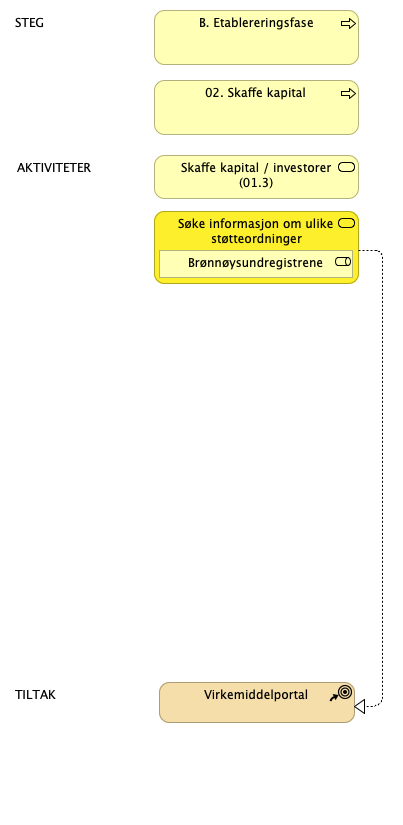 STEG
B. Etablereringsfase
02. Skaffe kapital
AKTIVITETER
Skaffe kapital / investorer
(01.3)
Søke informasjon om ulike
støtteordninger
Brønnøysundregistrene
TILTAK
Virkemiddelportal